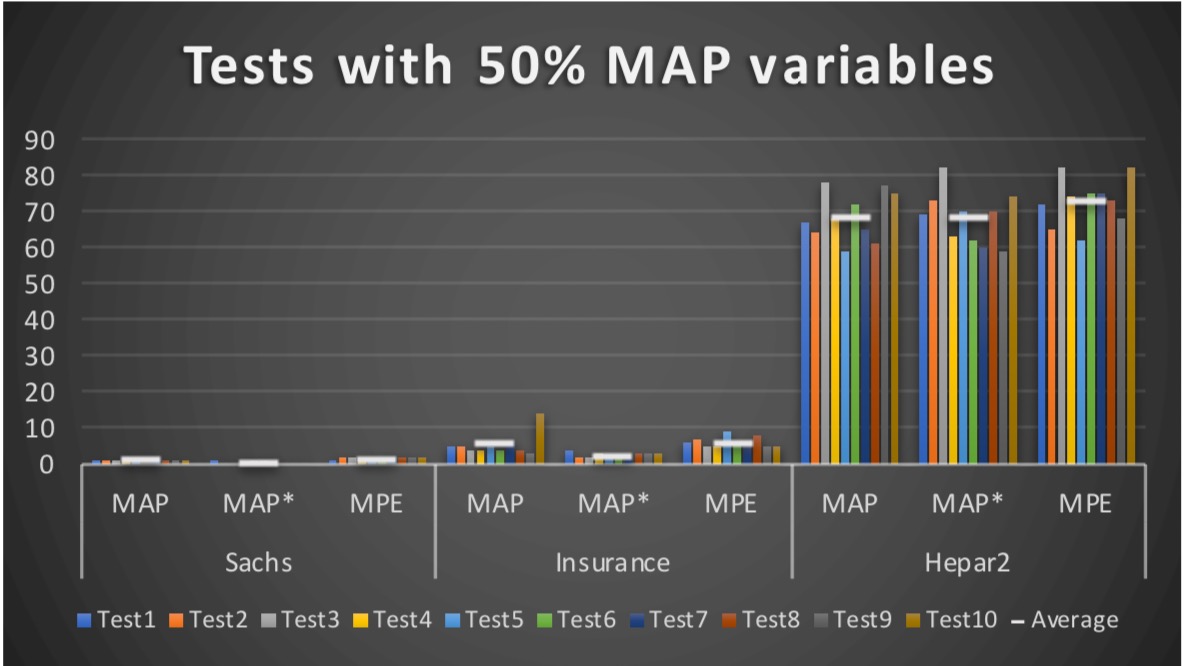 Tests with 50% MAP variables
90
80
70
60
50
40
30
20
10
0
MAP MAP* MPE MAP MAP* MPE MAP MAP* MPE
Sachs Insurance Hepar2
Test1 Test2 Test3 Test4 Test5 Test6 Test7 Test8 Test9 Test10 Average